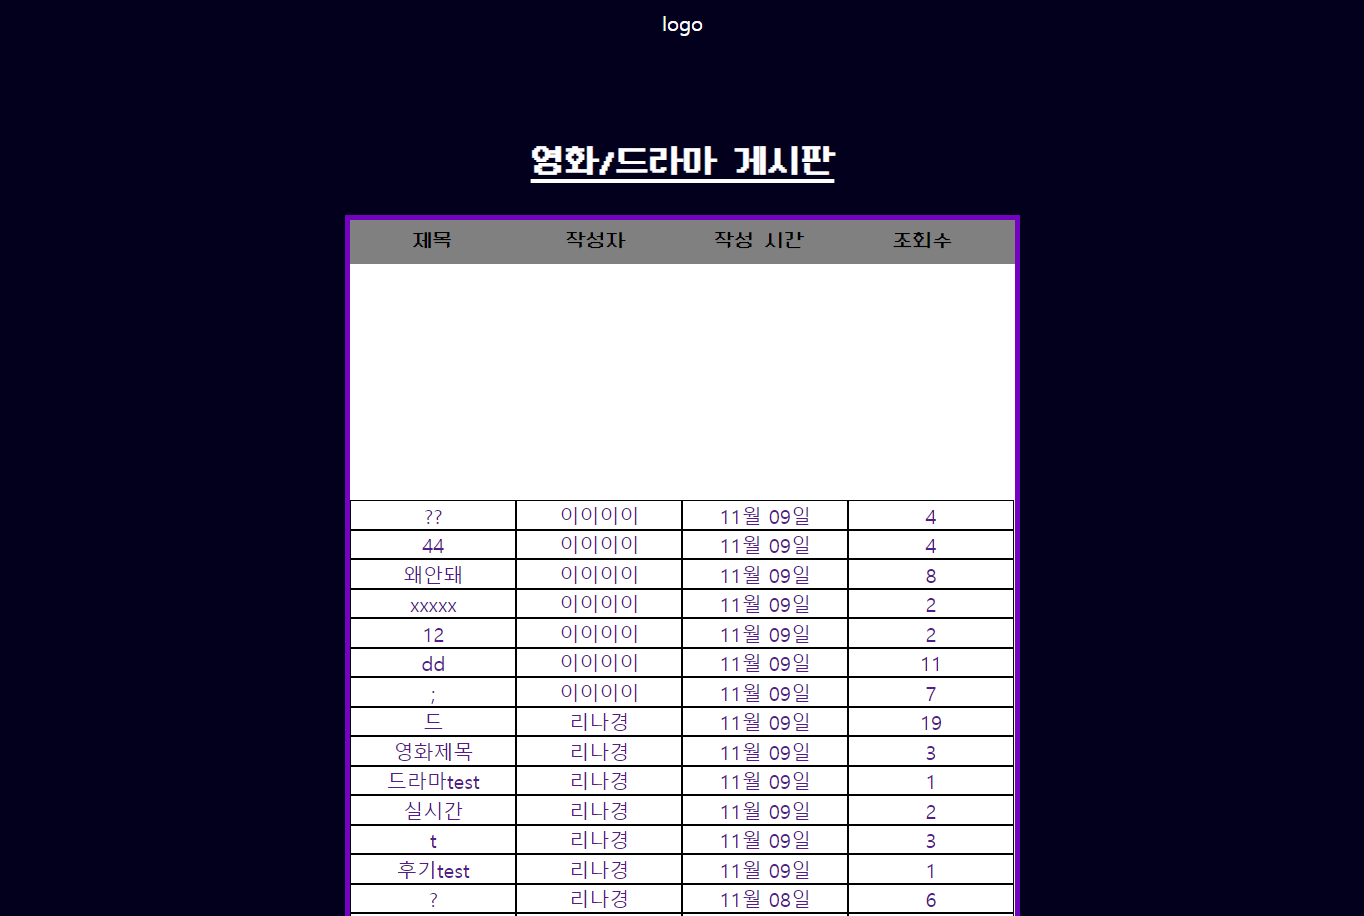 logo
영화/드라마 게시판
제목 작성자 작성 시간 조회수
?? 이이이이 11월 09일 4
44 이이이이 11월 09일 4
왜안돼 이이이이 11월 09일 8
xxxxx 이이이이 11월 09일 2
12 이이이이 11월 09일 2
dd 이이이이 11월 09일 11
; 이이이이 11월 09일 7
드 리나경 11월 09일 19
영화제목 리나경 11월 09일 3
드라마test 리나경 11월 09일 1
실시간 리나경 11월 09일 2
t 리나경 11월 09일 3
후기test 리나경 11월 09일 1
? 리나경 11월 08일 6